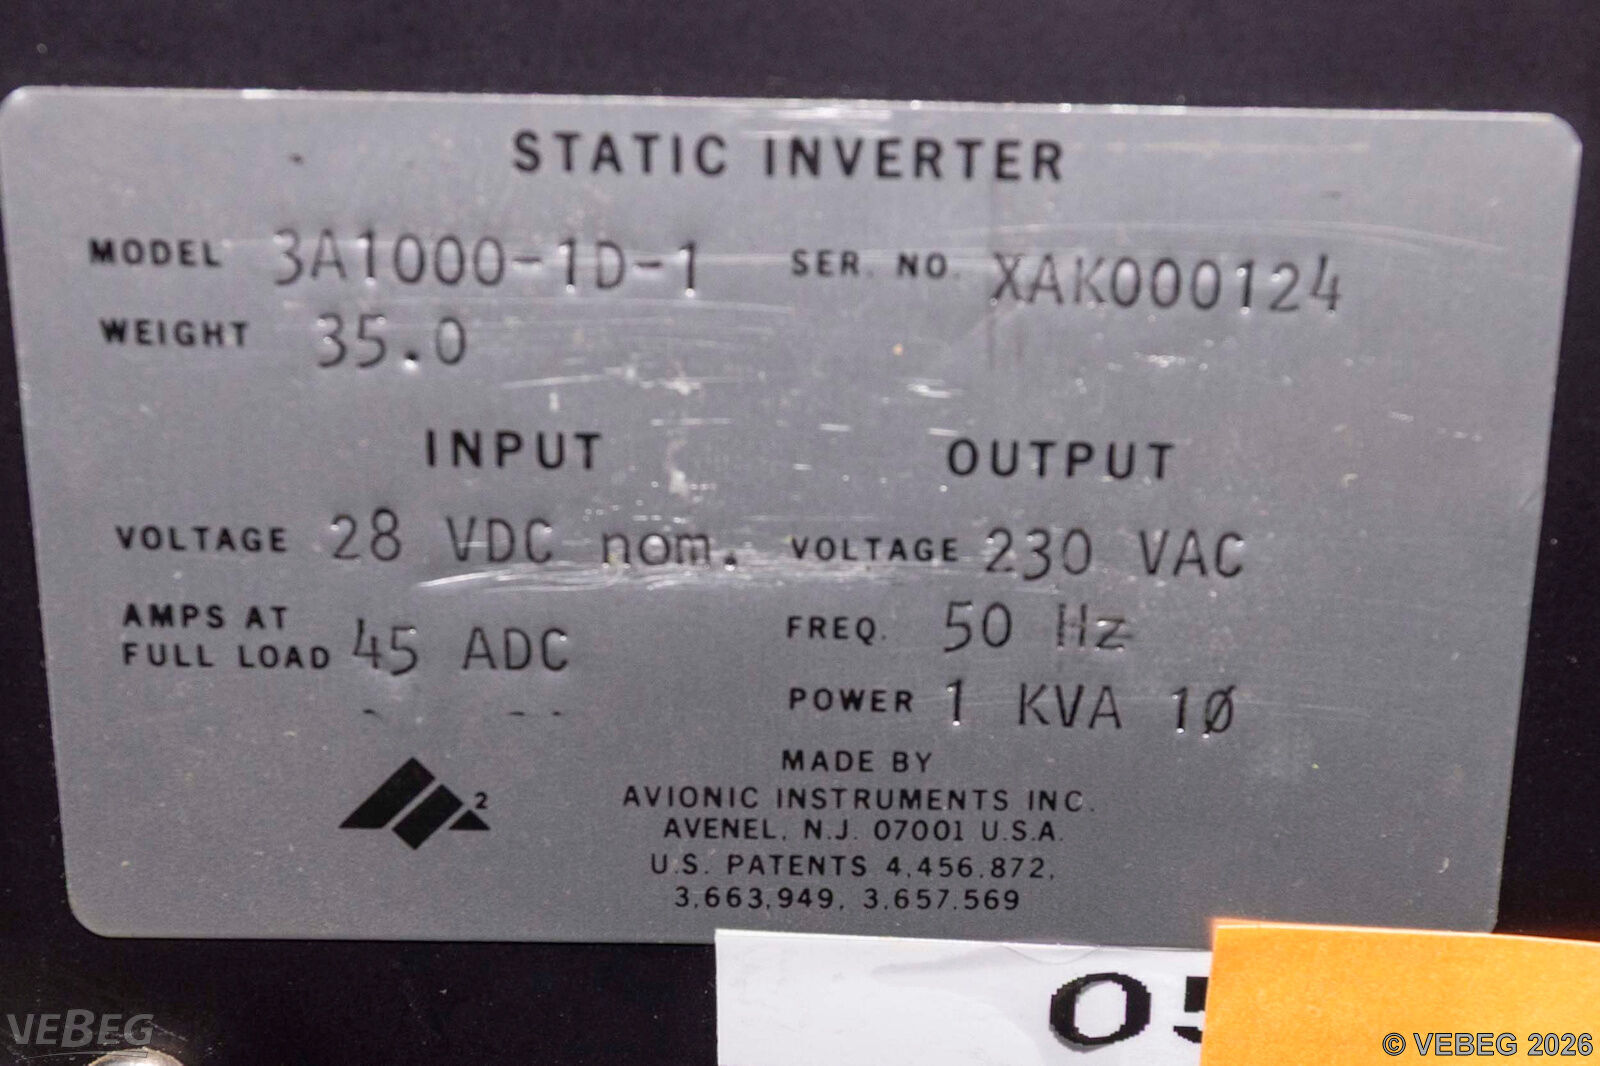 STATIC INVERTER
MODEL 3A1000-1D-1 SER. NO. XAK000124
WEIGHT 35.0
INPUT OUTPUT
VOLTAGE 28 VDC nom. VOLTAGE 230 VAC
AMPS AT
FULL LOAD 45 ADC FREQ. 50 Hz
POWER 1 KVA 1Ø
MADE BY
2
AVIONIC INSTRUMENTS INC.
AVENEL, N.J. 07001 U.S.A.
U.S. PATENTS 4,456,872,
3,663,949, 3,657,569
VEBEG
© VEBEG 2026